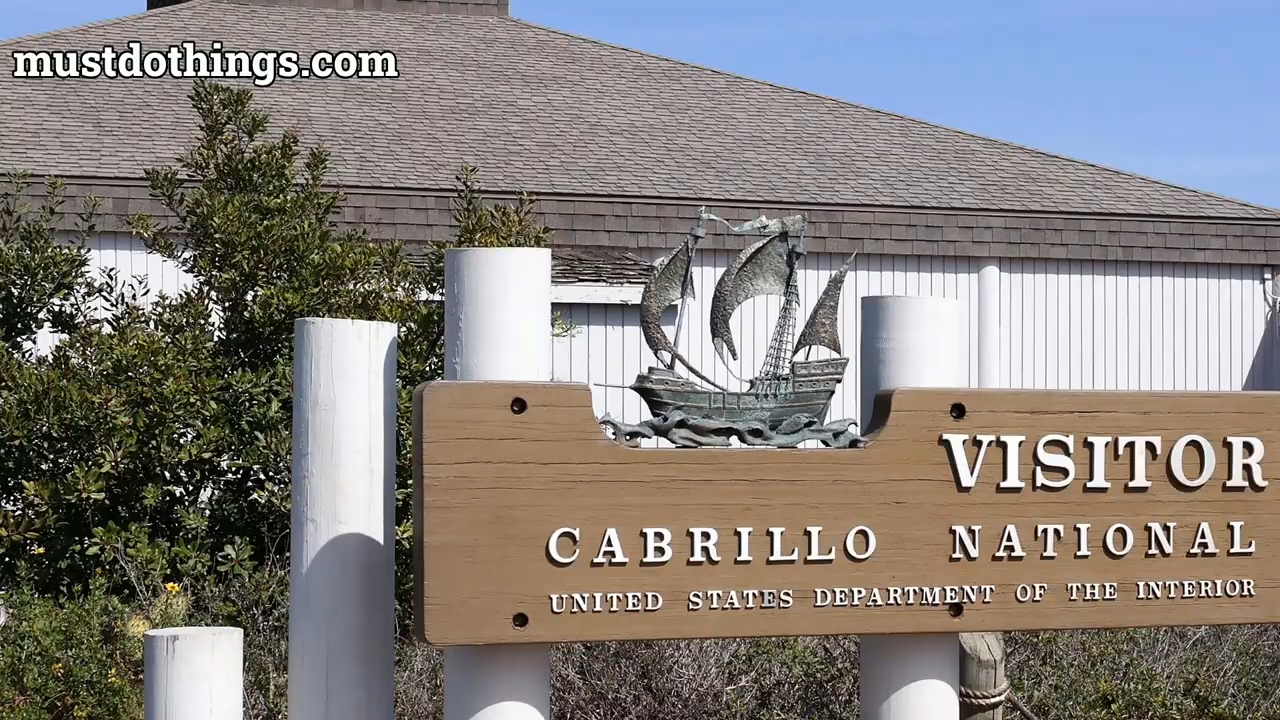 mustdothings.com
VISITOR
CABRILLO NATIONAL
UNITED STATES DEPARTMENT OF THE INTERIOR